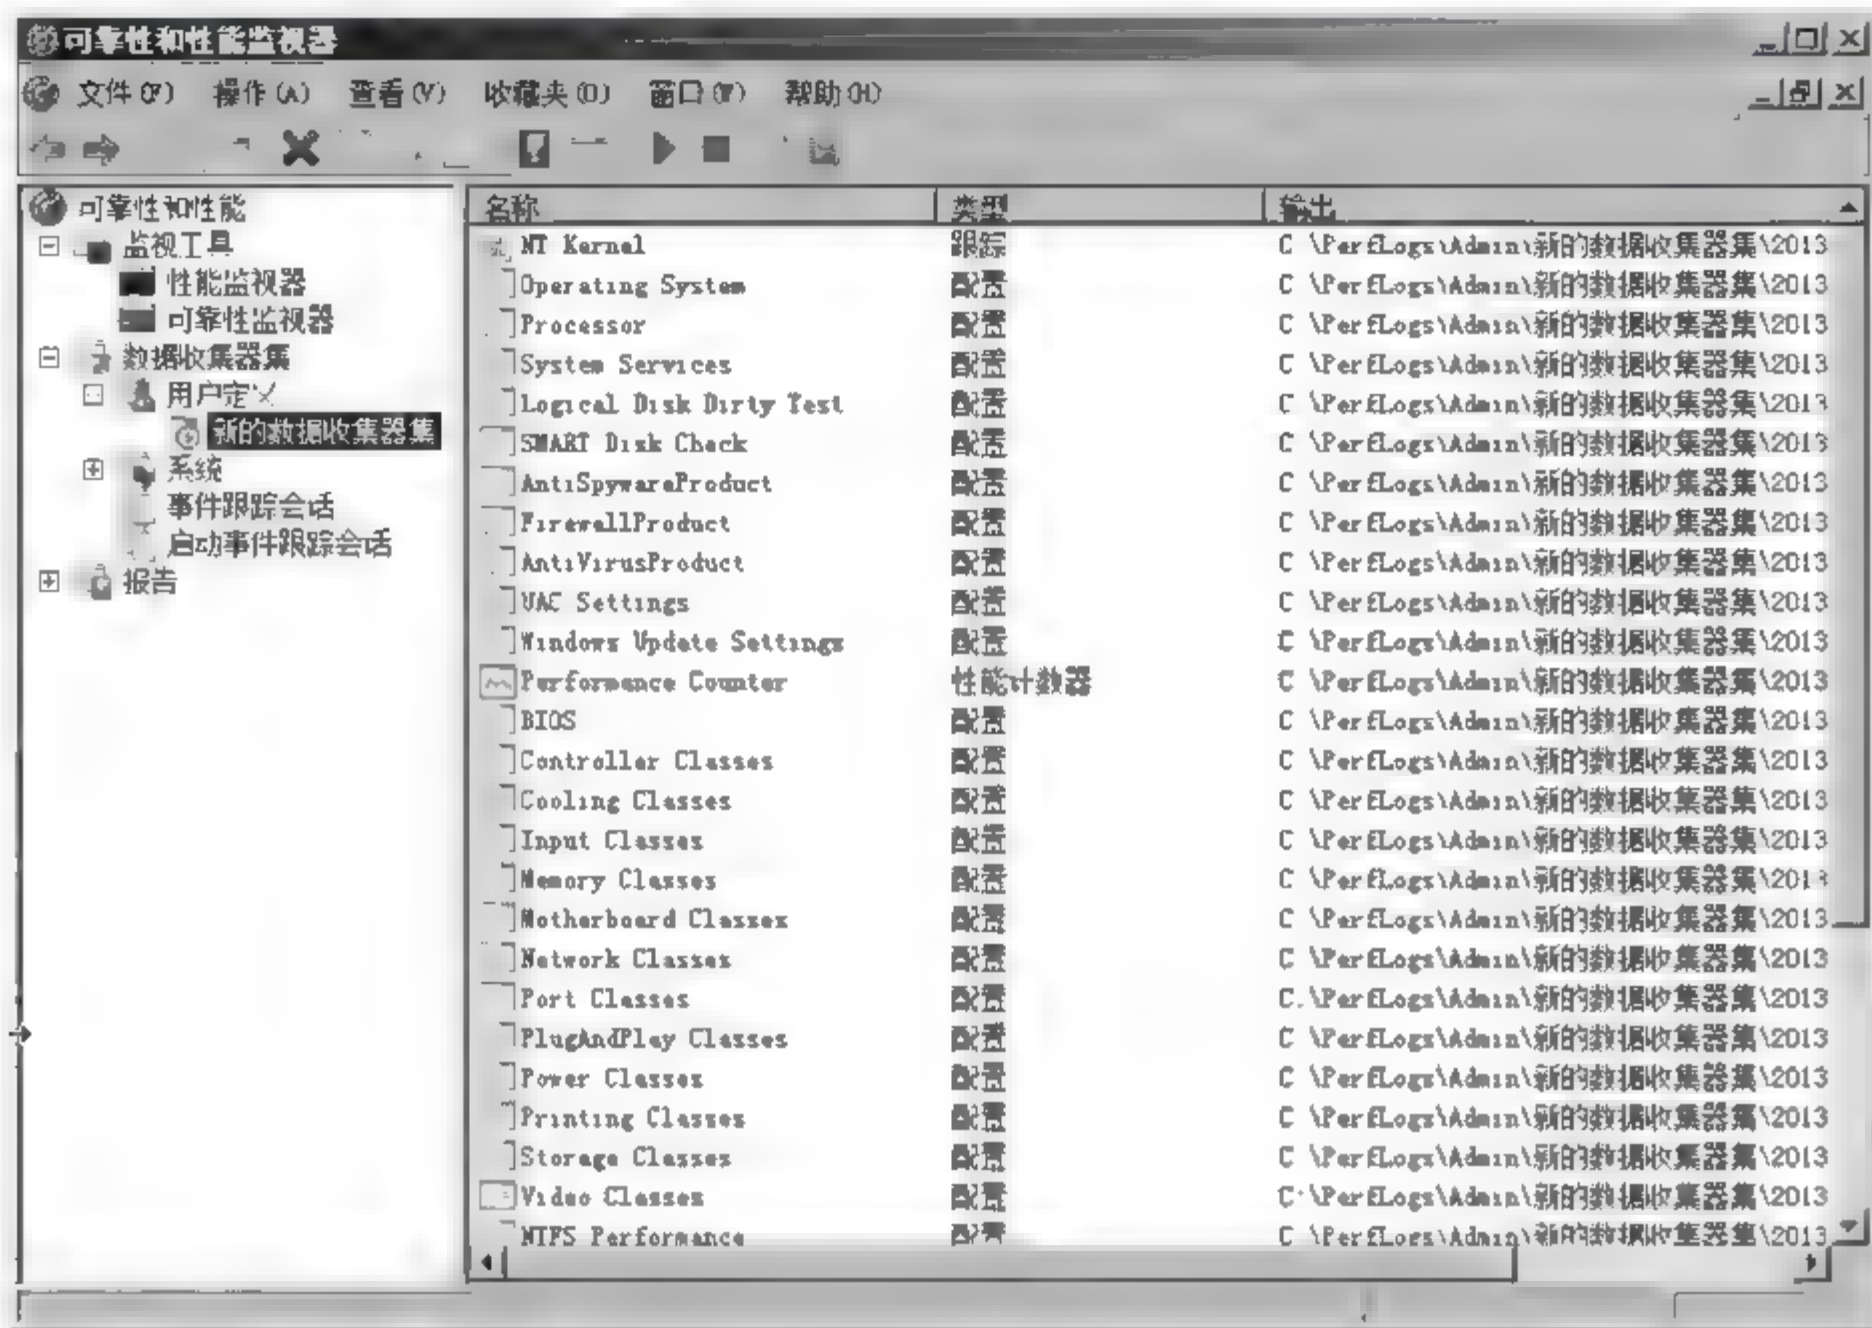 可靠性和性能监视器
文件(F) 操作(A) 查看(V) 收藏夹(O) 窗口(W) 帮助(H)
可靠性和性能
监视工具
性能监视器
可靠性监视器
数据收集器集
用户定义
新的数据收集器集
系统
事件跟踪会话
启动事件跟踪会话
报告
名称 类型 输出
NT Kernel 跟踪 C:\PerfLogs\Admin\新的数据收集器集\2013
Operating System 配置 C:\PerfLogs\Admin\新的数据收集器集\2013
Processor 配置 C:\PerfLogs\Admin\新的数据收集器集\2013
System Services 配置 C:\PerfLogs\Admin\新的数据收集器集\2013
Logical Disk Dirty Test 配置 C:\PerfLogs\Admin\新的数据收集器集\2013
SMART Disk Check 配置 C:\PerfLogs\Admin\新的数据收集器集\2013
AntiSpywareProduct 配置 C:\PerfLogs\Admin\新的数据收集器集\2013
FirewallProduct 配置 C:\PerfLogs\Admin\新的数据收集器集\2013
AntiVirusProduct 配置 C:\PerfLogs\Admin\新的数据收集器集\2013
UAC Settings 配置 C:\PerfLogs\Admin\新的数据收集器集\2013
Windows Update Settings 配置 C:\PerfLogs\Admin\新的数据收集器集\2013
Performance Counter 性能计数器 C:\PerfLogs\Admin\新的数据收集器集\2013
BIOS 配置 C:\PerfLogs\Admin\新的数据收集器集\2013
Controller Classes 配置 C:\PerfLogs\Admin\新的数据收集器集\2013
Cooling Classes 配置 C:\PerfLogs\Admin\新的数据收集器集\2013
Input Classes 配置 C:\PerfLogs\Admin\新的数据收集器集\2013
Memory Classes 配置 C:\PerfLogs\Admin\新的数据收集器集\2013
Motherboard Classes 配置 C:\PerfLogs\Admin\新的数据收集器集\2013
Network Classes 配置 C:\PerfLogs\Admin\新的数据收集器集\2013
Port Classes 配置 C:\PerfLogs\Admin\新的数据收集器集\2013
PlugAndPlay Classes 配置 C:\PerfLogs\Admin\新的数据收集器集\2013
Power Classes 配置 C:\PerfLogs\Admin\新的数据收集器集\2013
Printing Classes 配置 C:\PerfLogs\Admin\新的数据收集器集\2013
Storage Classes 配置 C:\PerfLogs\Admin\新的数据收集器集\2013
Video Classes 配置 C:\PerfLogs\Admin\新的数据收集器集\2013
NTFS Performance 配置 C:\PerfLogs\Admin\新的数据收集器集\2013